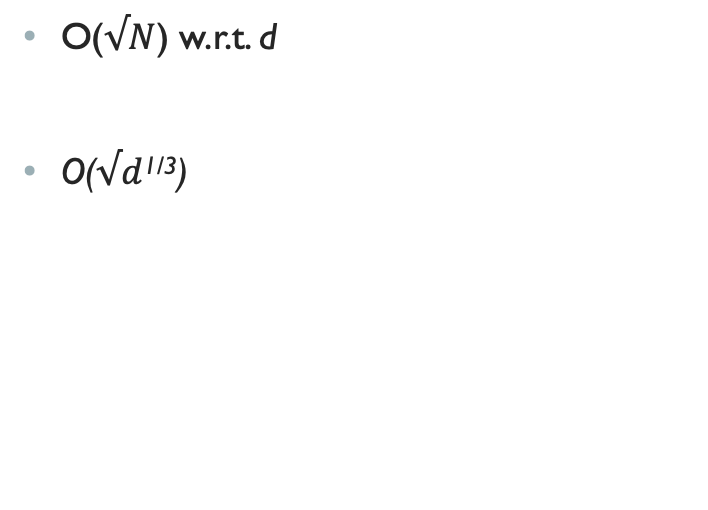 • O(√N) w.r.t. d
• O(√d^1/3)